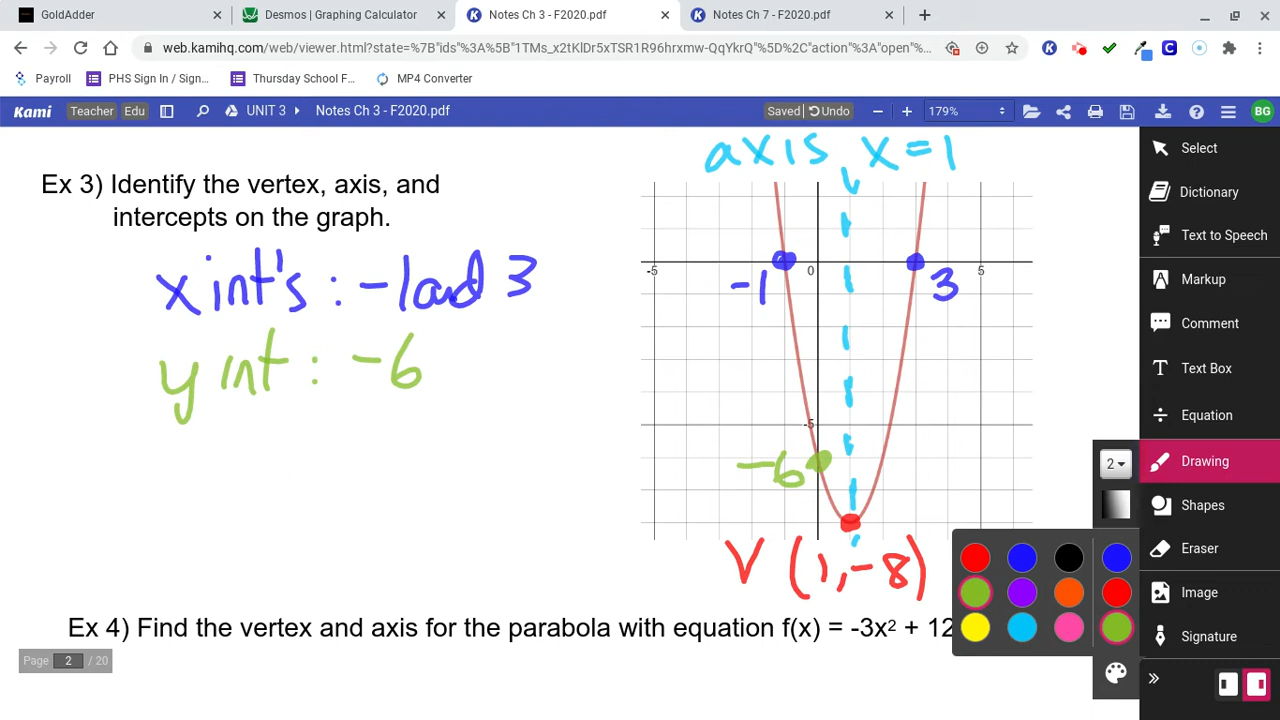 GoldAdder
Desmos | Graphing Calculator
Notes Ch 3 - F2020.pdf
Notes Ch 7 - F2020.pdf
web.kamihq.com/web/viewer.html?state=%7B"ids"%3A%5B"1TMs_x2tKlDr5xTSR1R96hrxmw-QqYkrQ"%5D%2C"action"%3A"open"%...
Payroll
PHS Sign In / Sign...
Thursday School F...
MP4 Converter
Kami
Teacher
Edu
UNIT 3
Notes Ch 3 - F2020.pdf
Saved
Undo
179%
BG
axis x=1
Ex 3) Identify the vertex, axis, and
intercepts on the graph.
x int's : -1 and 3
y int : -6
-5
0
5
-1
3
-5
-6
V (1,-8)
Ex 4) Find the vertex and axis for the parabola with equation f(x) = -3x² + 12
Page 2 / 20
Select
Dictionary
Text to Speech
Markup
Comment
Text Box
Equation
Drawing
Shapes
Eraser
Image
Signature
2